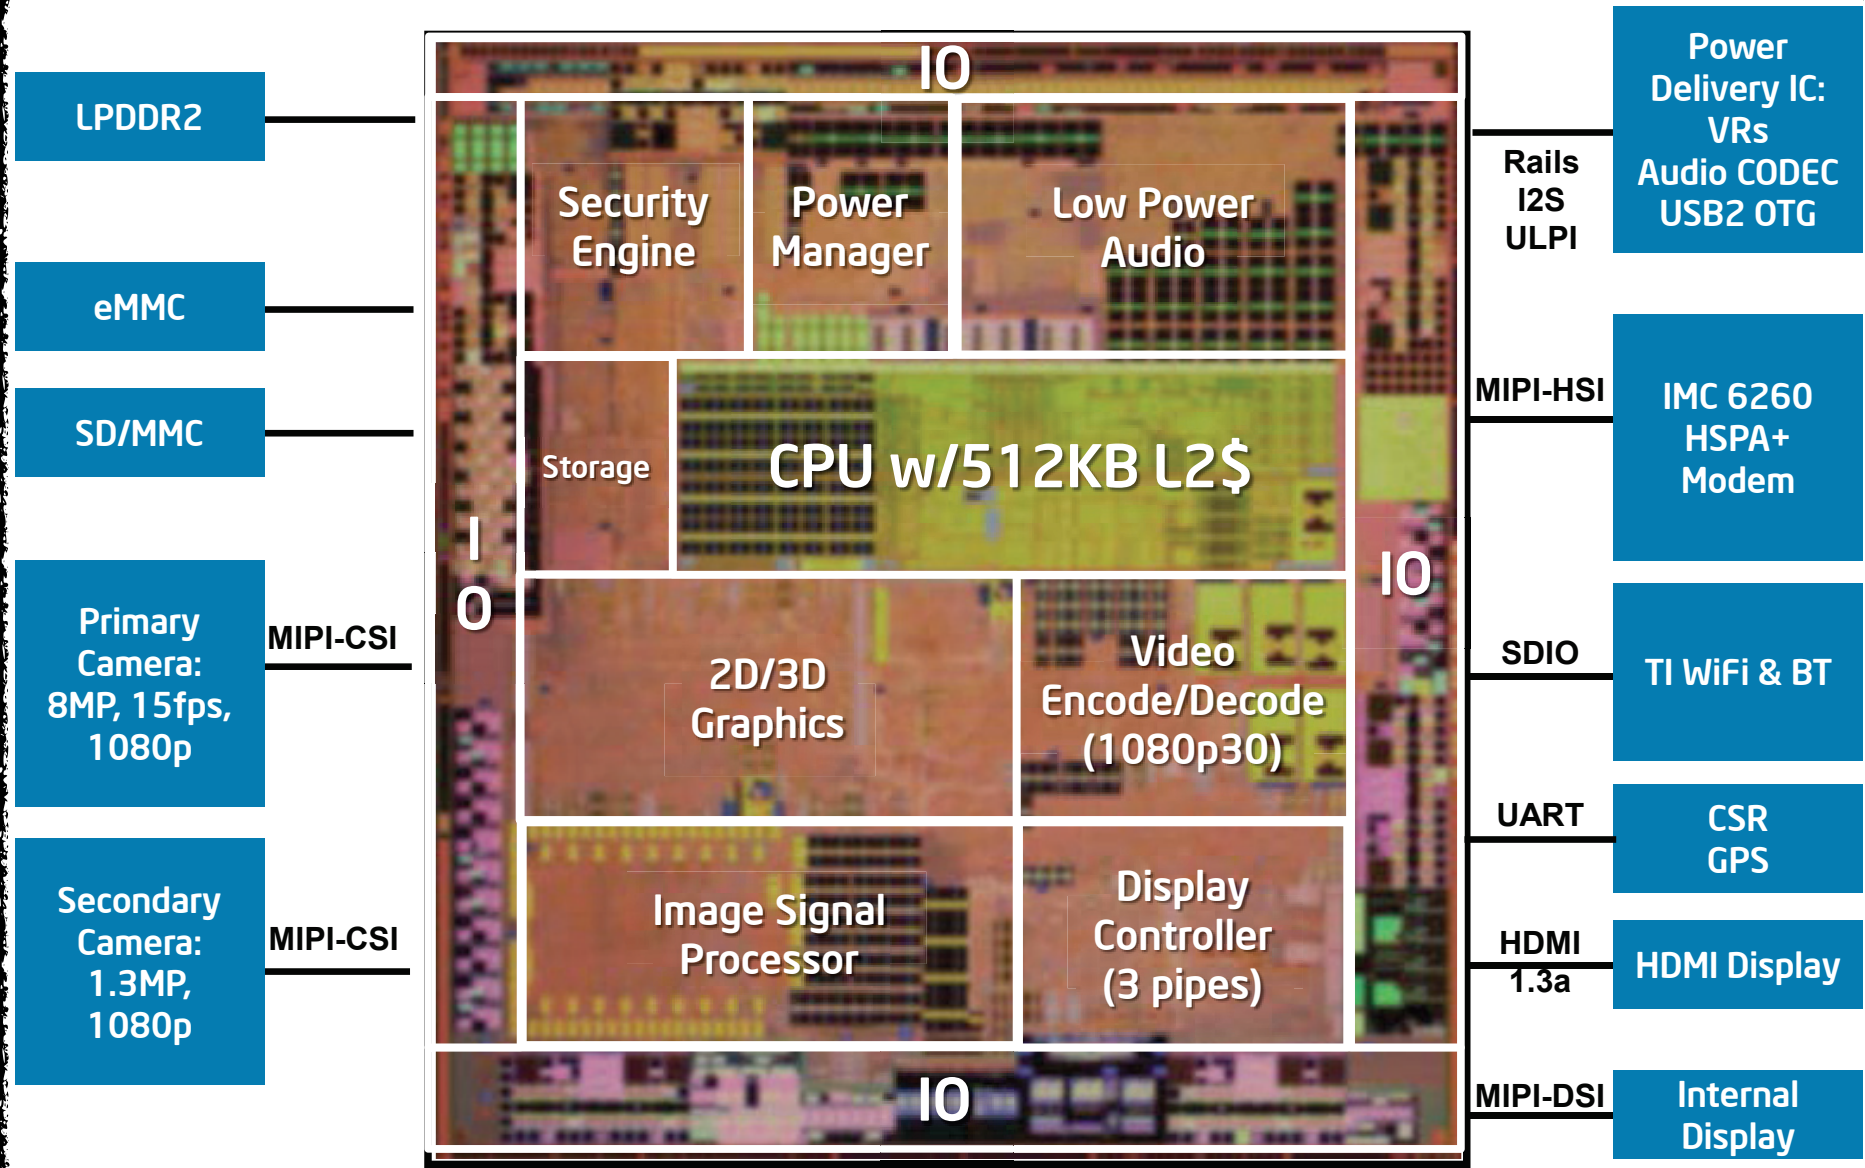 LPDDR2
eMMC
SD/MMC
Primary
Camera:
8MP, 15fps,
1080p
MIPI-CSI
Secondary
Camera:
1.3MP,
1080p
MIPI-CSI
IO
I
O
Security
Engine
Power
Manager
Low Power
Audio
Storage
CPU w/512KB L2$
2D/3D
Graphics
Video
Encode/Decode
(1080p30)
Image Signal
Processor
Display
Controller
(3 pipes)
IO
IO
Rails
I2S
ULPI
Power
Delivery IC:
VRs
Audio CODEC
USB2 OTG
MIPI-HSI
IMC 6260
HSPA+
Modem
SDIO
TI WiFi & BT
UART
CSR
GPS
HDMI
1.3a
HDMI Display
MIPI-DSI
Internal
Display